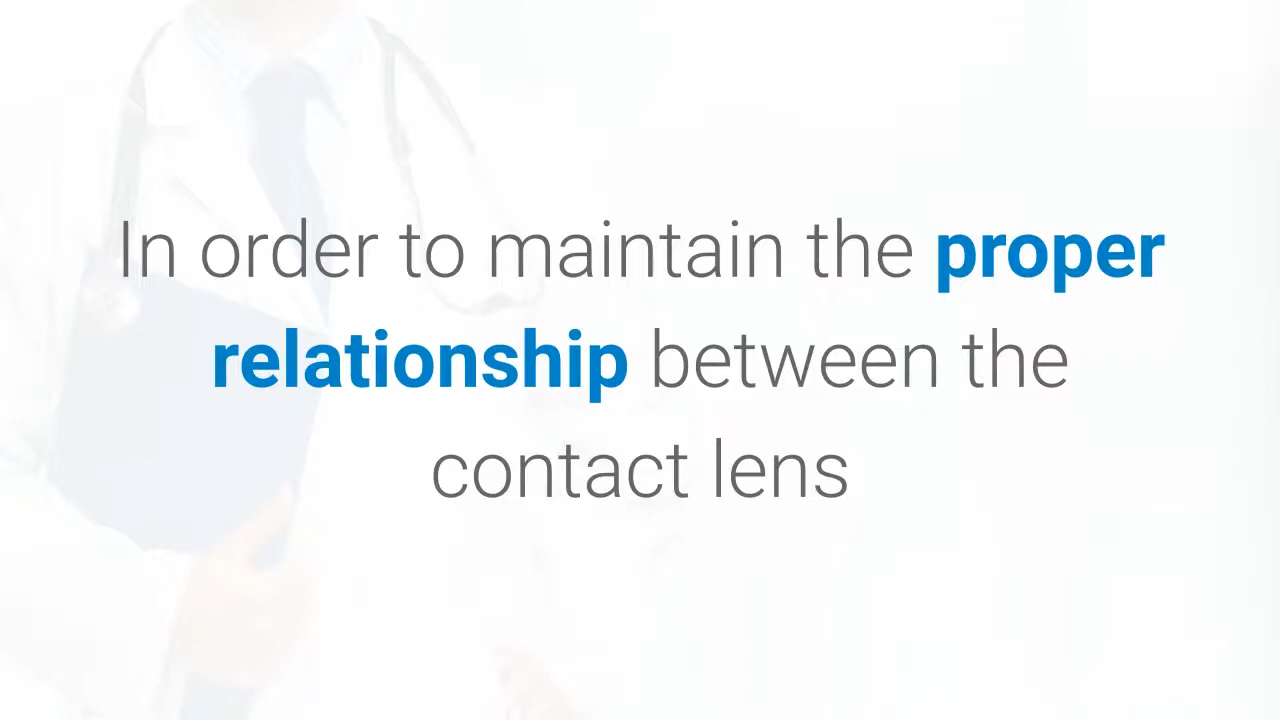 In order to maintain the proper
relationship between the
contact lens